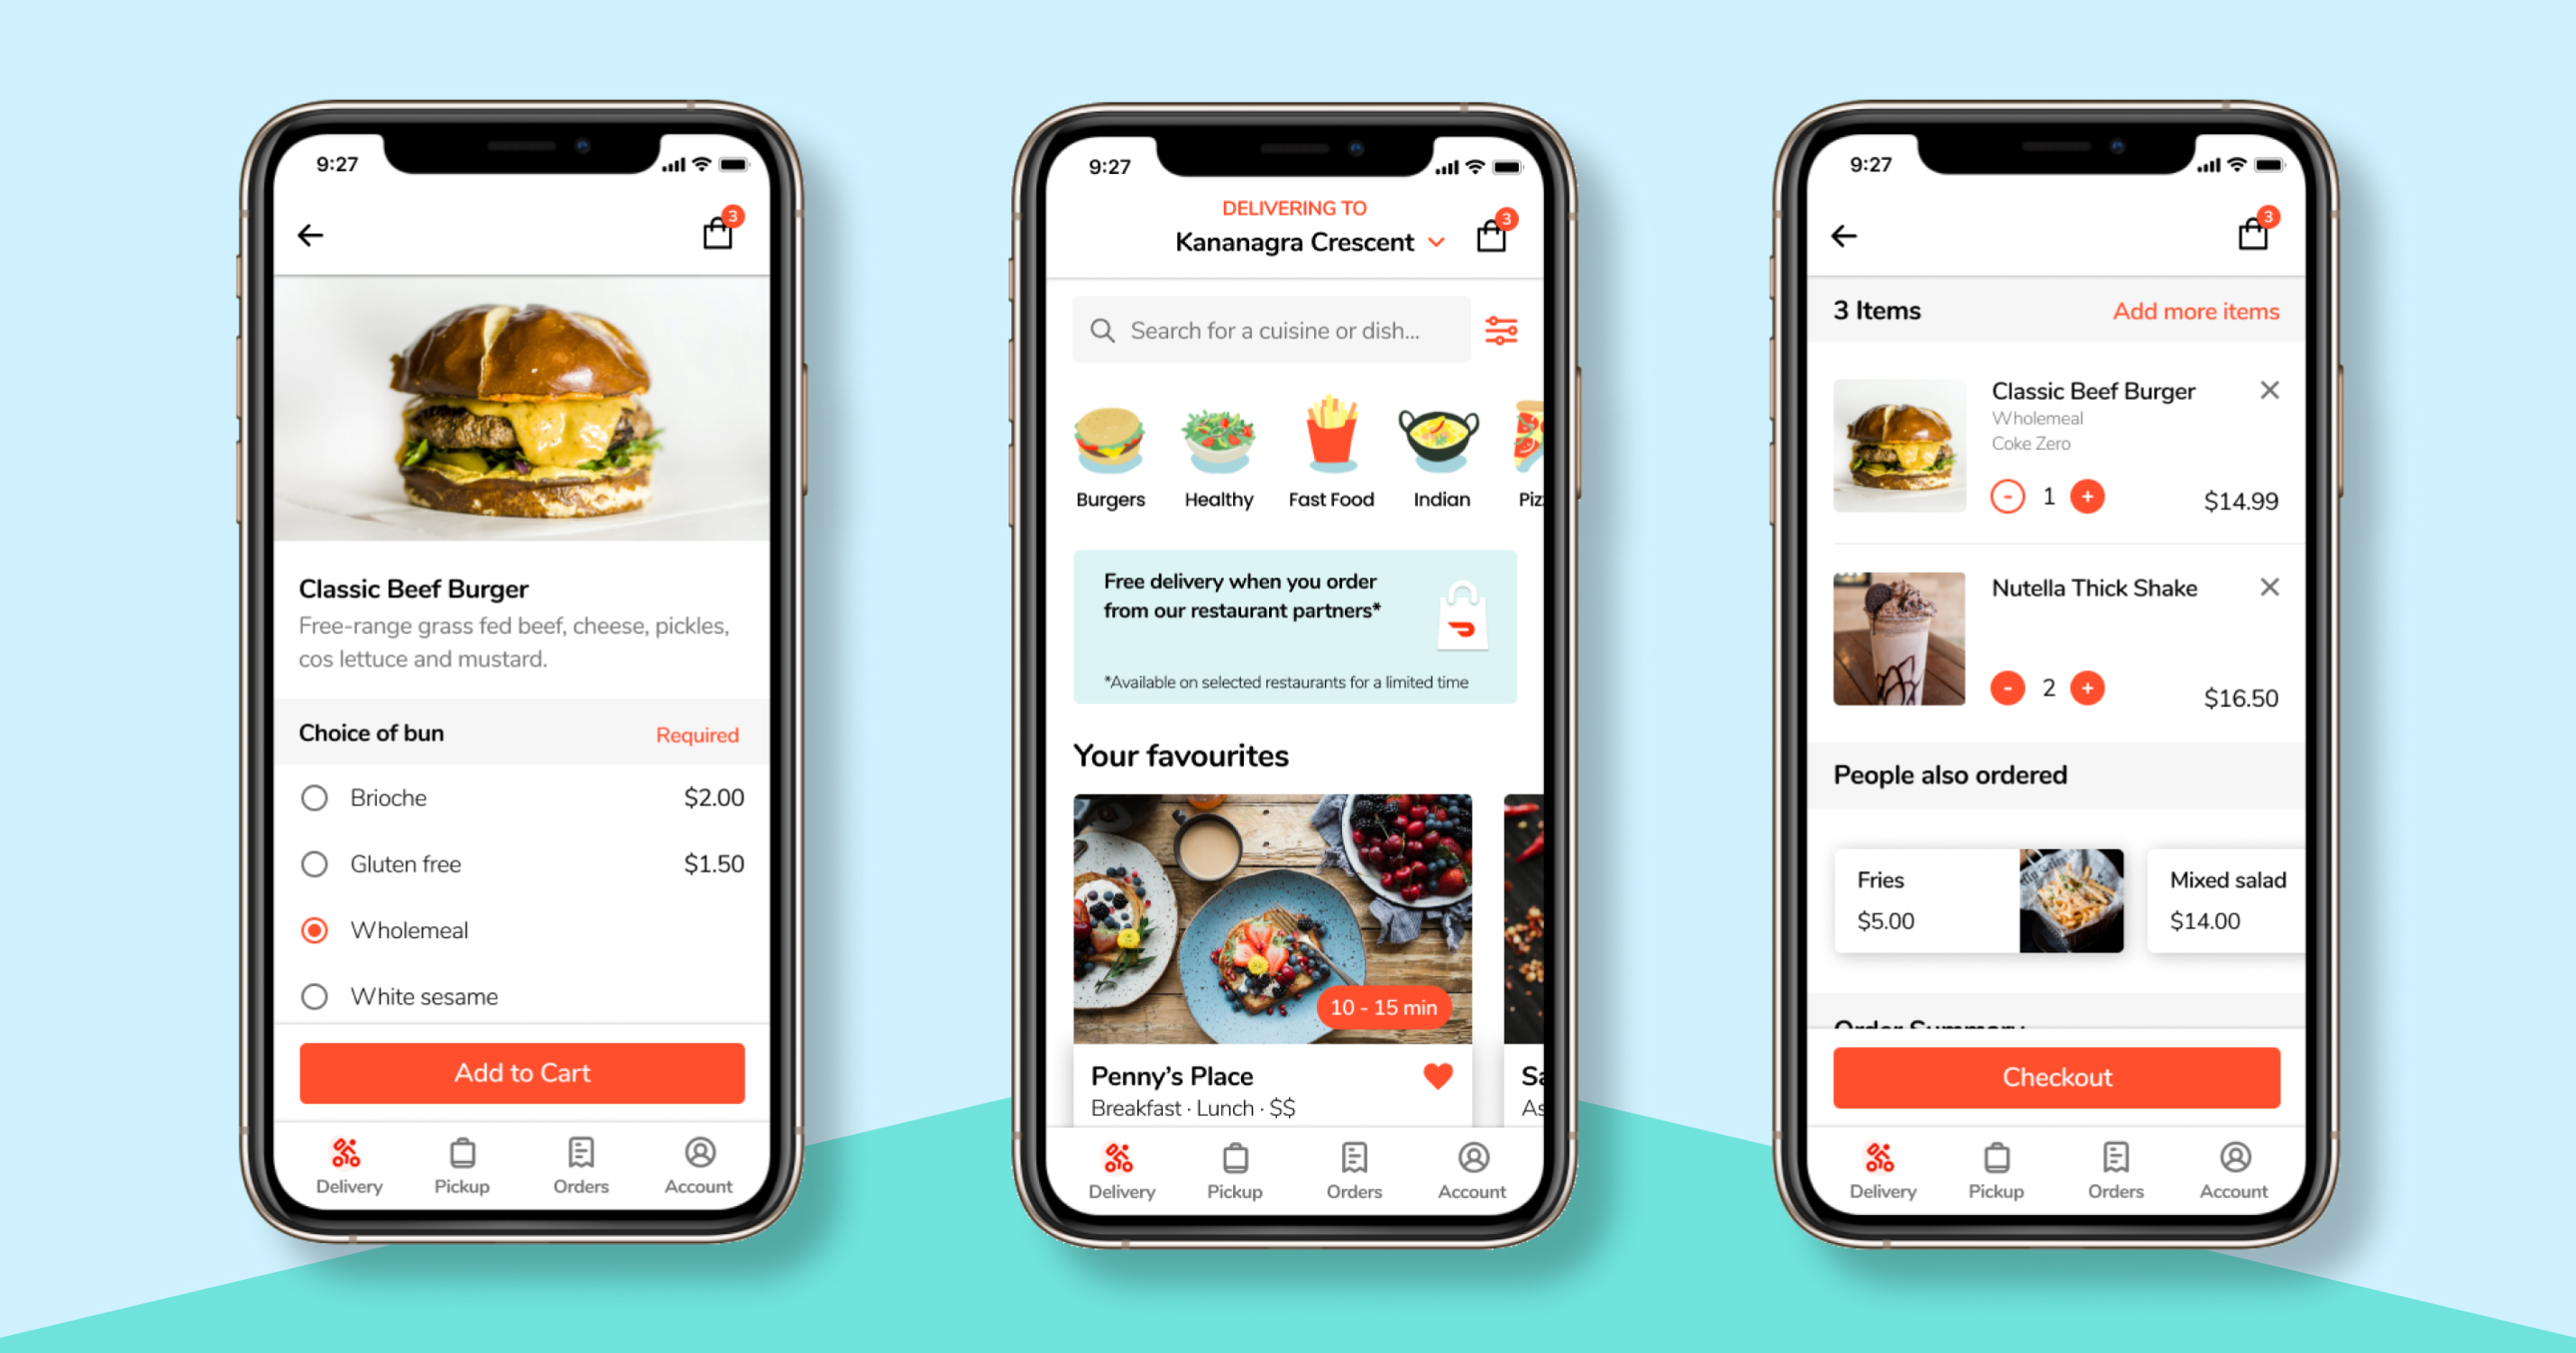 9:27
3
Classic Beef Burger
Free-range grass fed beef, cheese, pickles,
cos lettuce and mustard.
Choice of bun Required
Brioche $2.00
Gluten free $1.50
Wholemeal
White sesame
Add to Cart
Delivery Pickup Orders Account
9:27
DELIVERING TO
Kananagra Crescent 3
Search for a cuisine or dish...
Burgers Healthy Fast Food Indian Piz
Free delivery when you order
from our restaurant partners*
*Available on selected restaurants for a limited time
Your favourites
10 - 15 min
Penny's Place Sa
Breakfast · Lunch · $$ As
Delivery Pickup Orders Account
9:27
3
3 Items Add more items
Classic Beef Burger
Wholemeal
Coke Zero
- 1 + $14.99
Nutella Thick Shake
- 2 + $16.50
People also ordered
Fries Mixed salad
$5.00 $14.00
Order Summary
Checkout
Delivery Pickup Orders Account